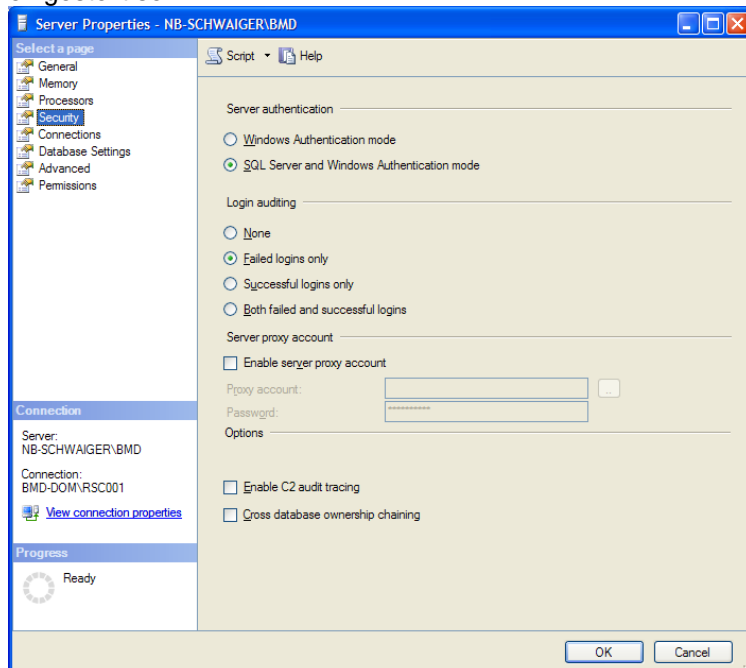 Server Properties - NB-SCHWAIGER\BMD
Select a page
General
Memory
Processors
Security
Connections
Database Settings
Advanced
Permissions
Script
Help
Server authentication
Windows Authentication mode
SQL Server and Windows Authentication mode
Login auditing
None
Failed logins only
Successful logins only
Both failed and successful logins
Server proxy account
Enable server proxy account
Proxy account:
..
Password:
**********
Options
Enable C2 audit tracing
Cross database ownership chaining
Connection
Server:
NB-SCHWAIGER\BMD
Connection:
BMD-DOM\RSC001
View connection properties
Progress
Ready
OK
Cancel